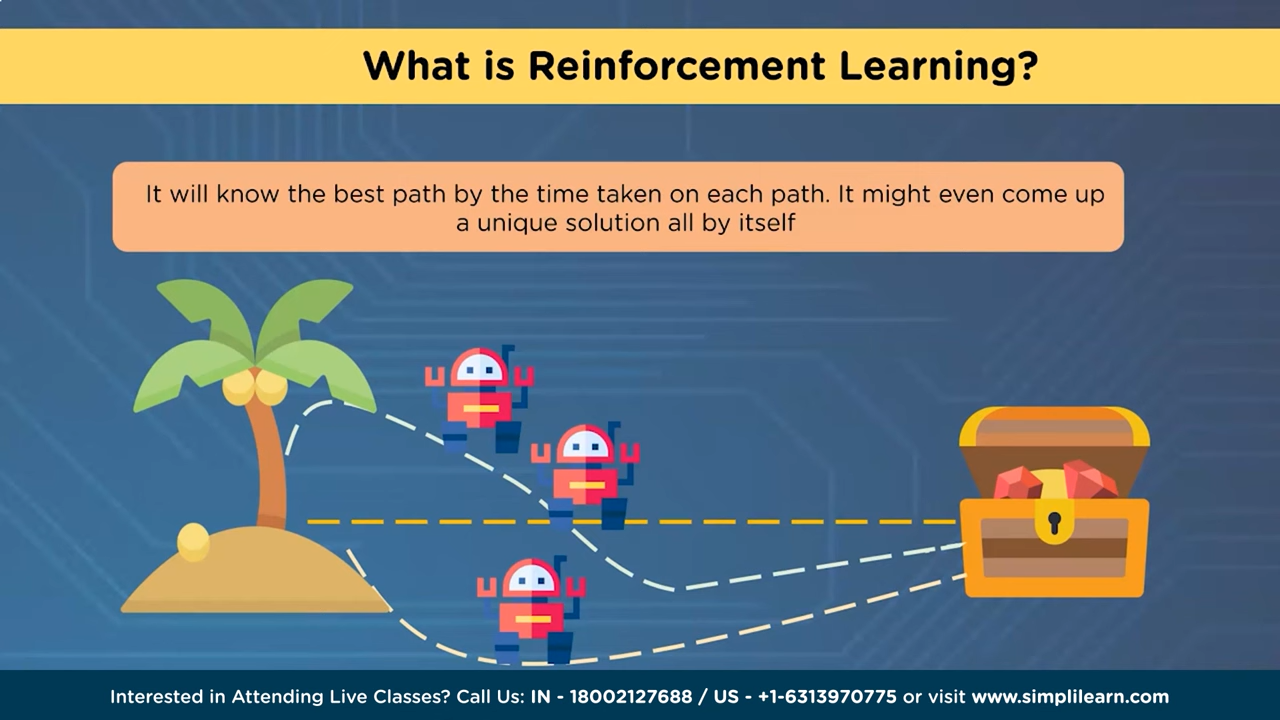 What is Reinforcement Learning?
It will know the best path by the time taken on each path. It might even come up
a unique solution all by itself
Interested in Attending Live Classes? Call Us: IN - 18002127688 / US - +1-6313970775 or visit www.simplilearn.com